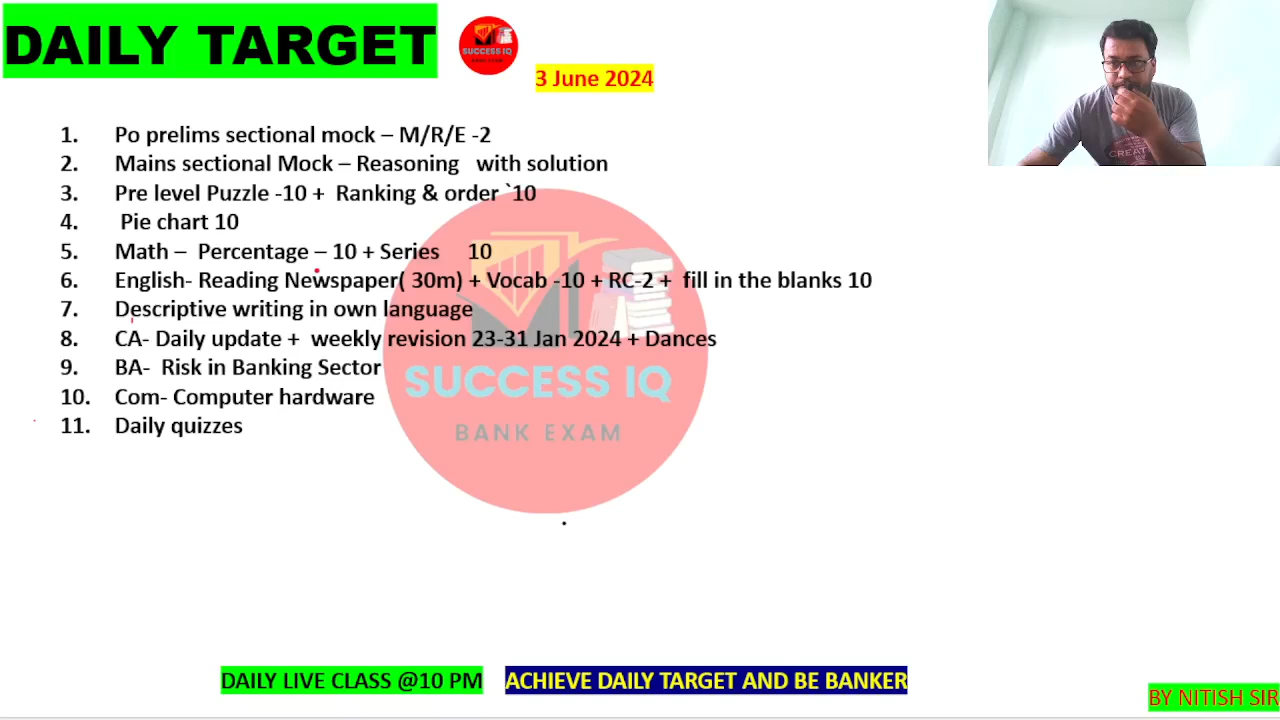 DAILY TARGET
SUCCESS IQ
BANK EXAM
3 June 2024
1. Po prelims sectional mock – M/R/E -2
2. Mains sectional Mock – Reasoning with solution
3. Pre level Puzzle -10 + Ranking & order `10
4. Pie chart 10
5. Math – Percentage – 10 + Series 10
6. English- Reading Newspaper( 30m) + Vocab -10 + RC-2 + fill in the blanks 10
7. Descriptive writing in own language
8. CA- Daily update + weekly revision 23-31 Jan 2024 + Dances
9. BA- Risk in Banking Sector
10. Com- Computer hardware
11. Daily quizzes
SUCCESS IQ
BANK EXAM
CREAT
DAILY LIVE CLASS @10 PM
ACHIEVE DAILY TARGET AND BE BANKER
BY NITISH SIR